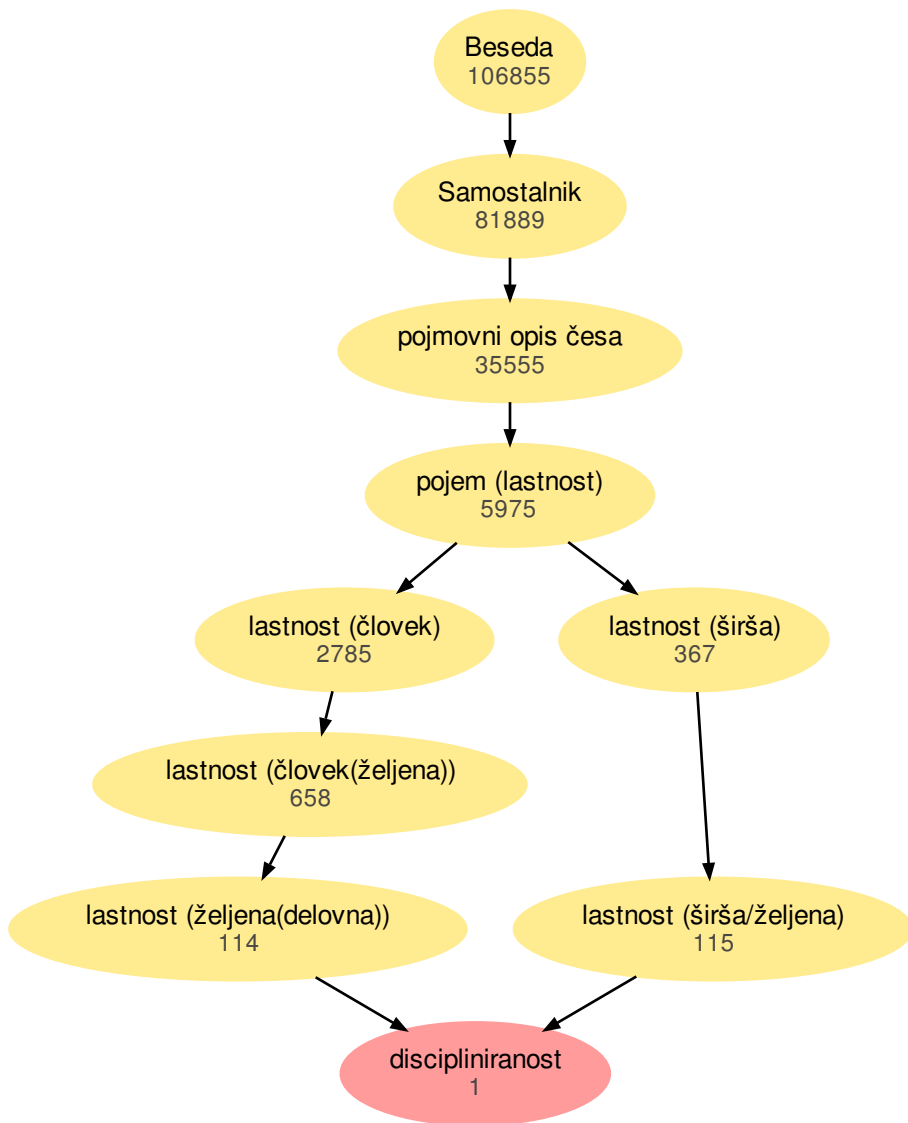 Beseda
106855
Samostalnik
81889
pojmovni opis česa
35555
pojem (lastnost)
5975
lastnost (človek)
2785
lastnost (širša)
367
lastnost (človek(željena))
658
lastnost (željena(delovna))
114
lastnost (širša/željena)
115
discipliniranost
1